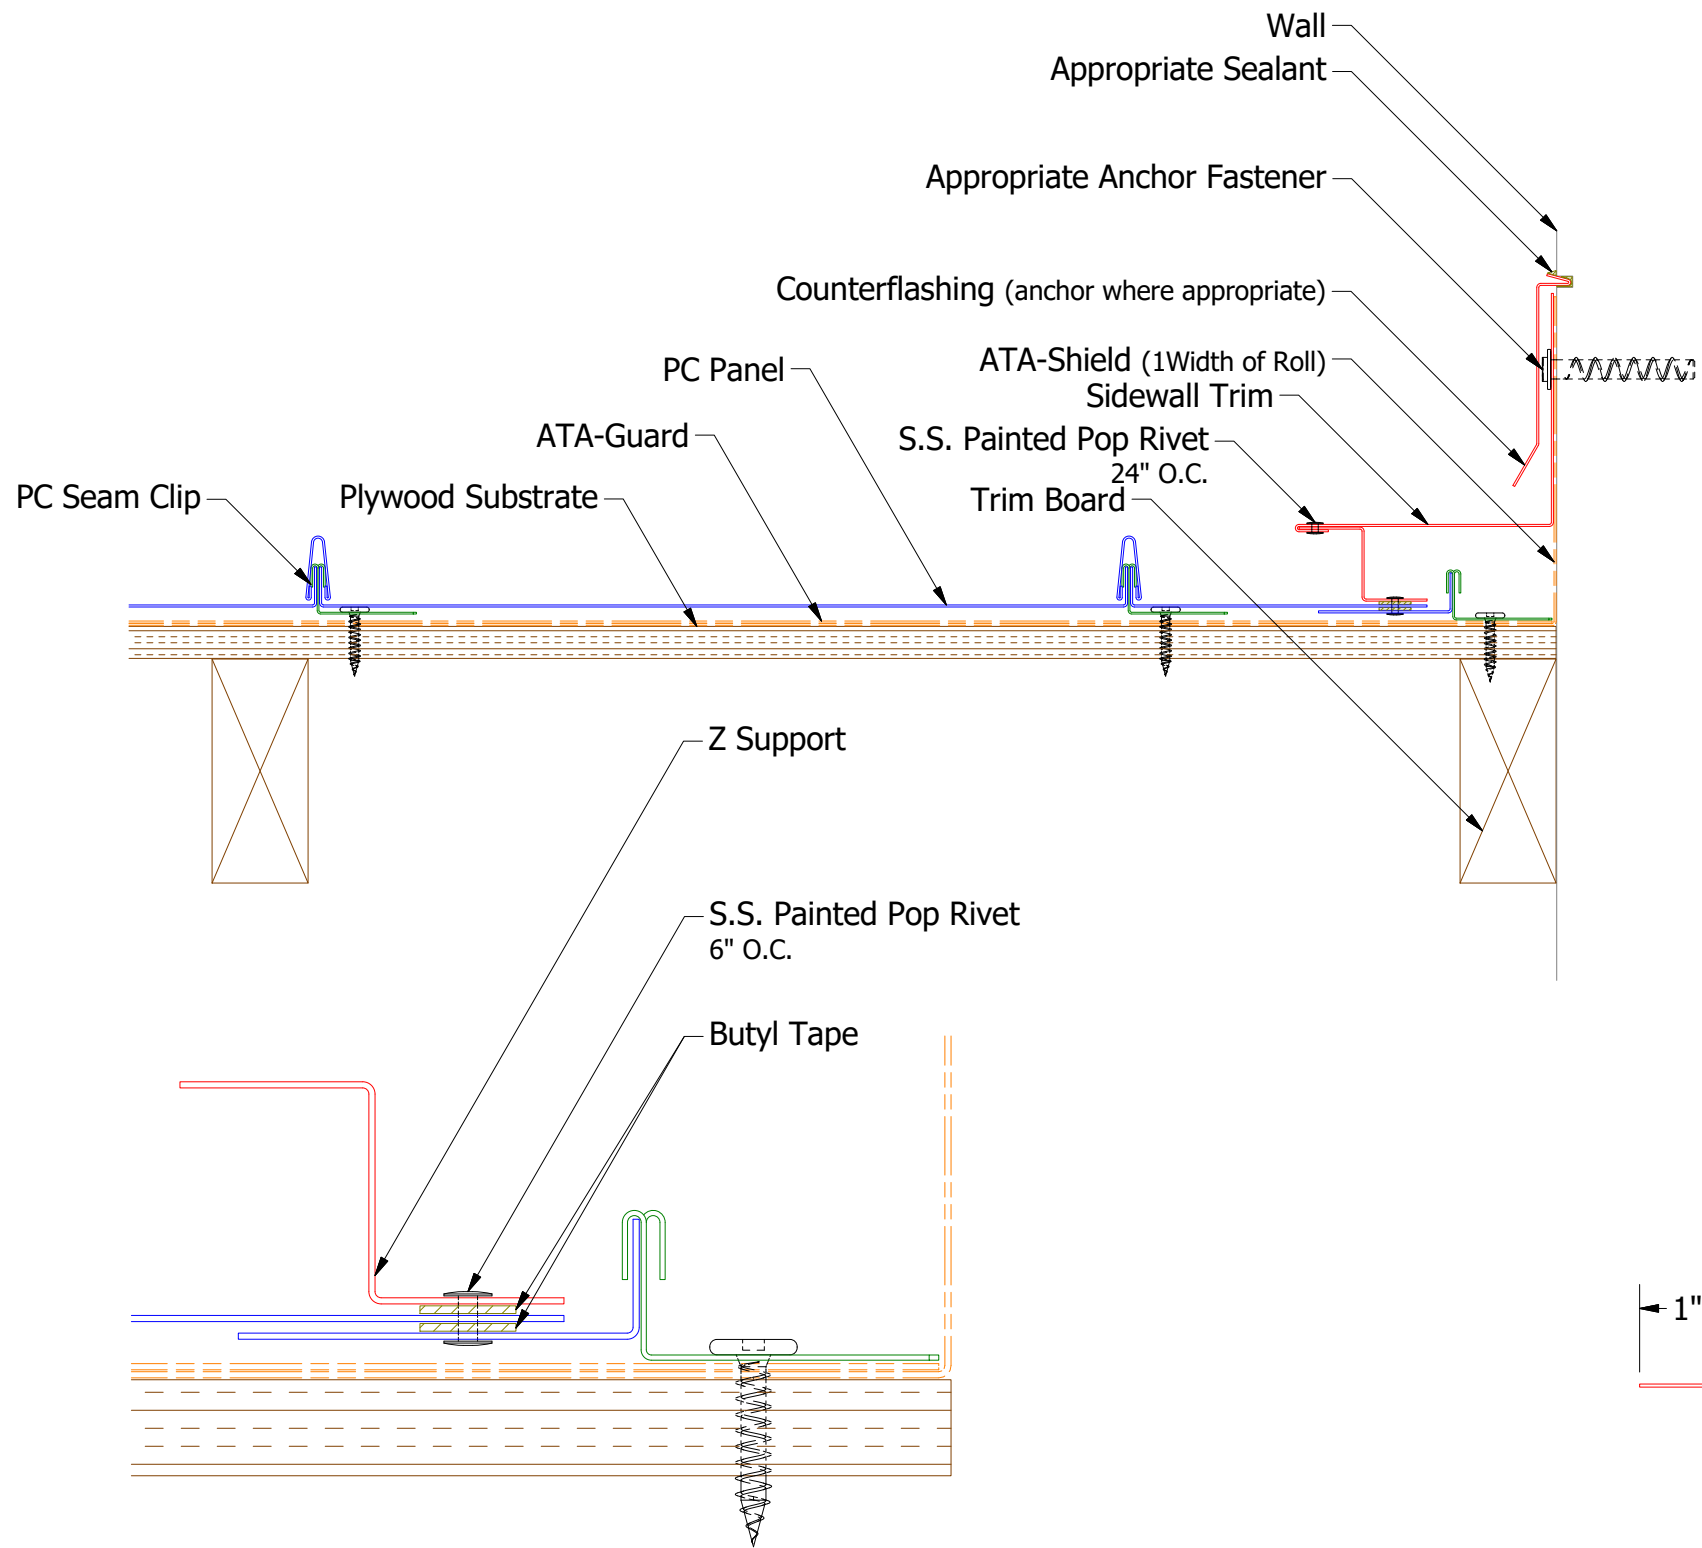 Wall
Appropriate Sealant
Appropriate Anchor Fastener
Counterflashing (anchor where appropriate)
ATA-Shield (1Width of Roll)
PC Panel
Sidewall Trim
ATA-Guard
S.S. Painted Pop Rivet
24" O.C.
PC Seam Clip
Plywood Substrate
Trim Board
Z Support
S.S. Painted Pop Rivet
6" O.C.
Butyl Tape
1"